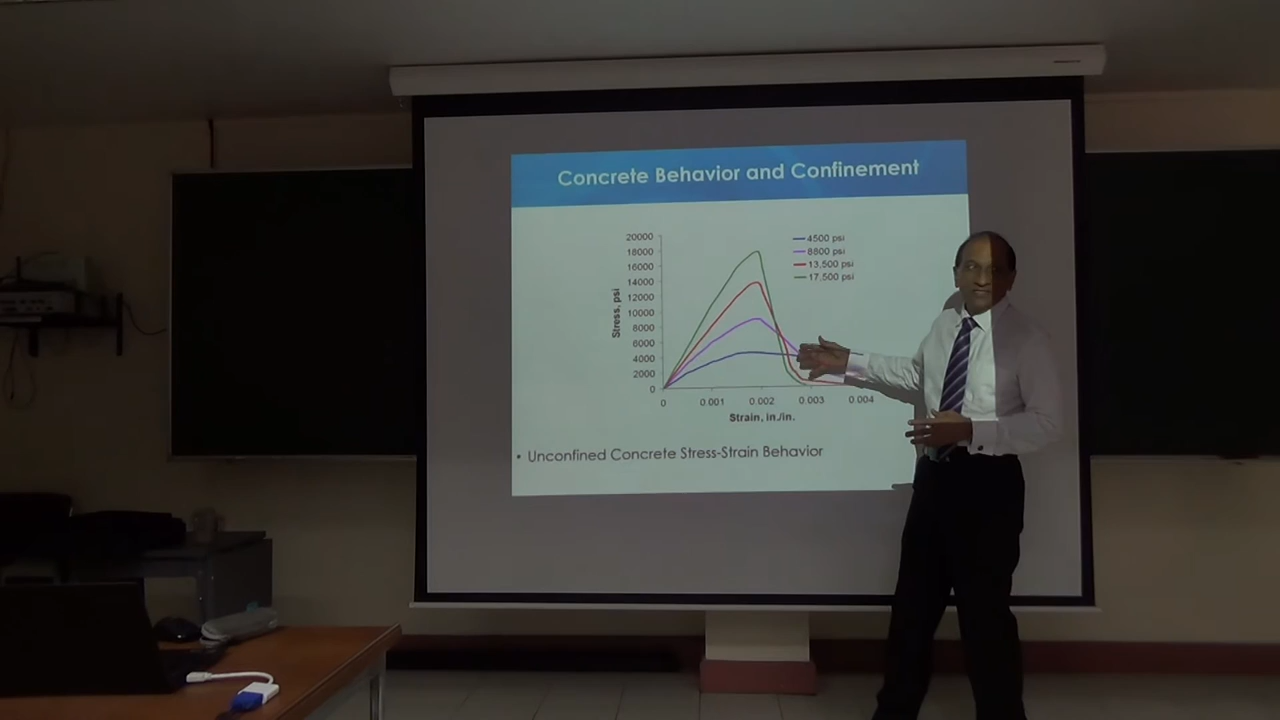 Concrete Behavior and Confinement
20000
18000
16000
14000
12000
10000
8000
6000
4000
2000
0
Stress, psi
4500 psi
8800 psi
13,500 psi
17,500 psi
0 0.001 0.002 0.003 0.004
Strain, in./in.
• Unconfined Concrete Stress-Strain Behavior